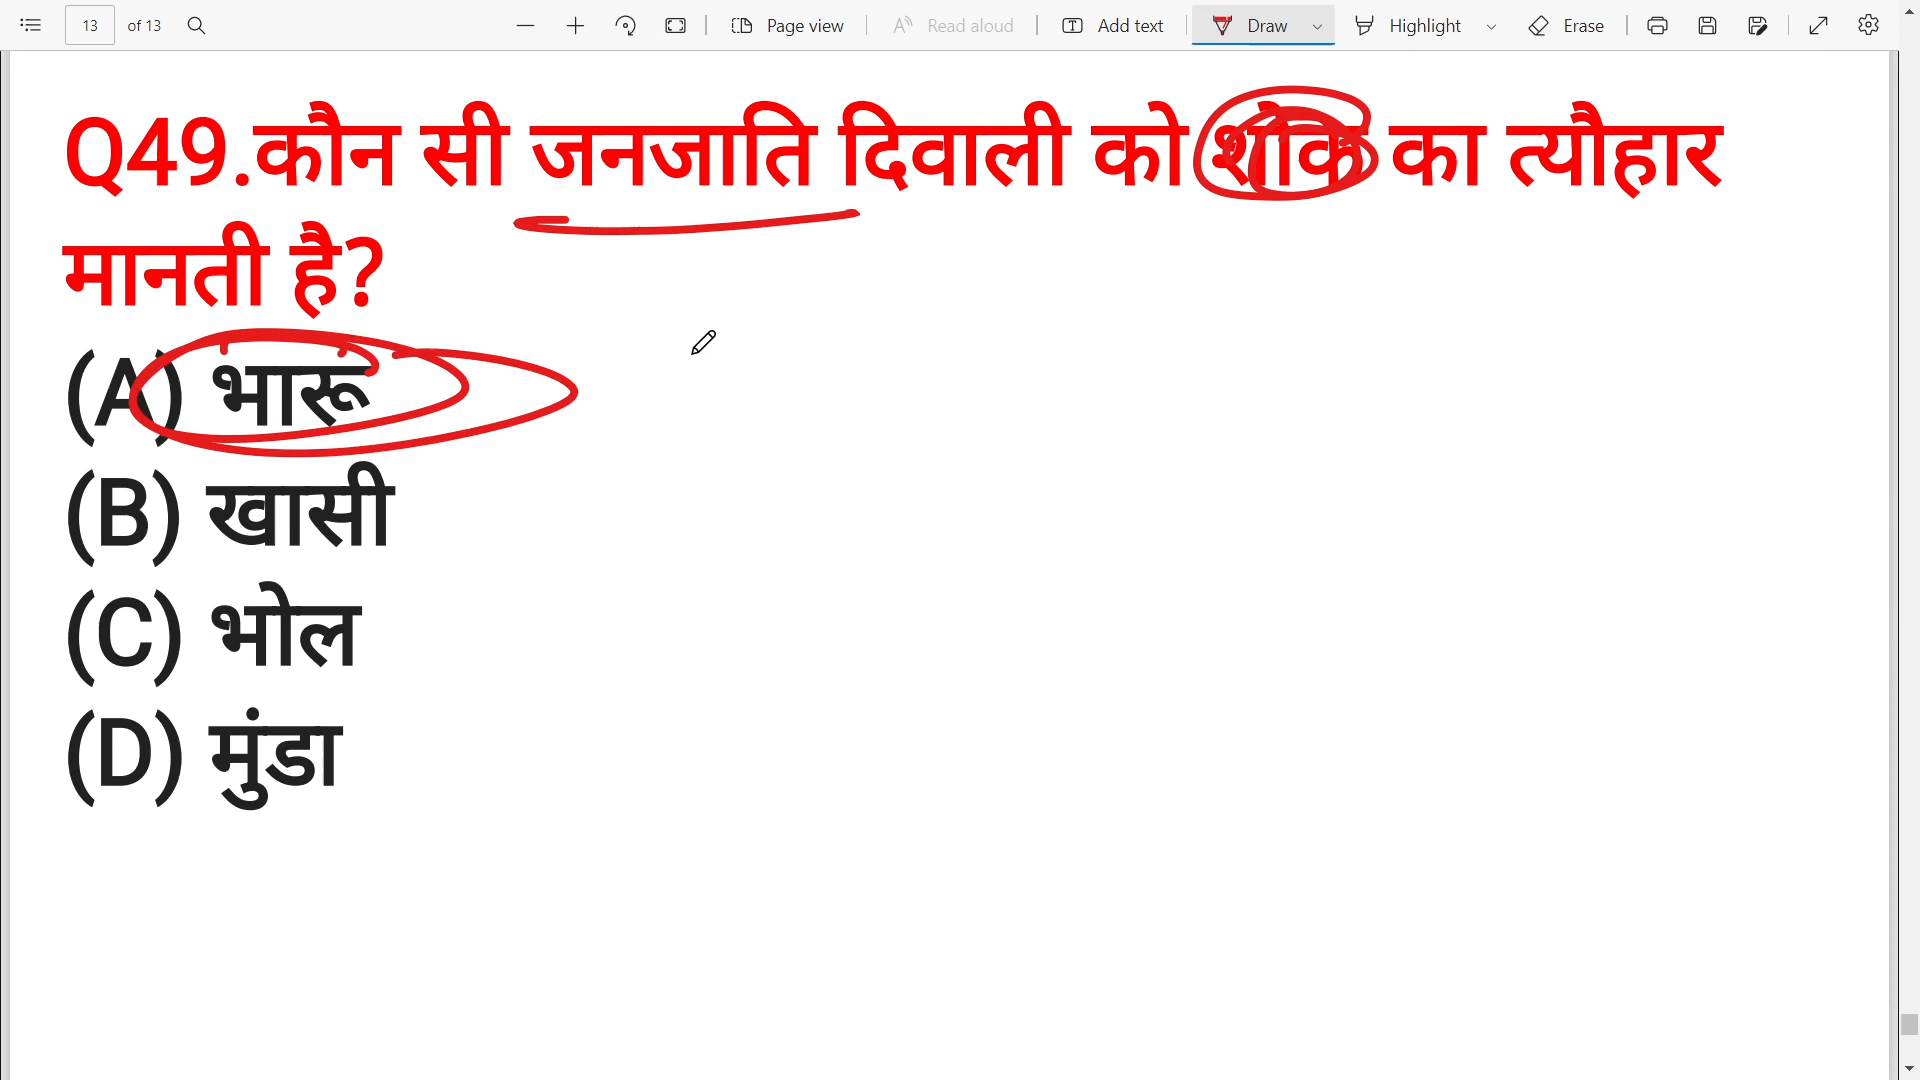 13 of 13 Page view Read aloud Add text Draw Highlight Erase
Q49.कौन सी जनजाति दिवाली को शोक का त्यौहार
मानती है?
(A) भारू
(B) खासी
(C) भोल
(D) मुंडा